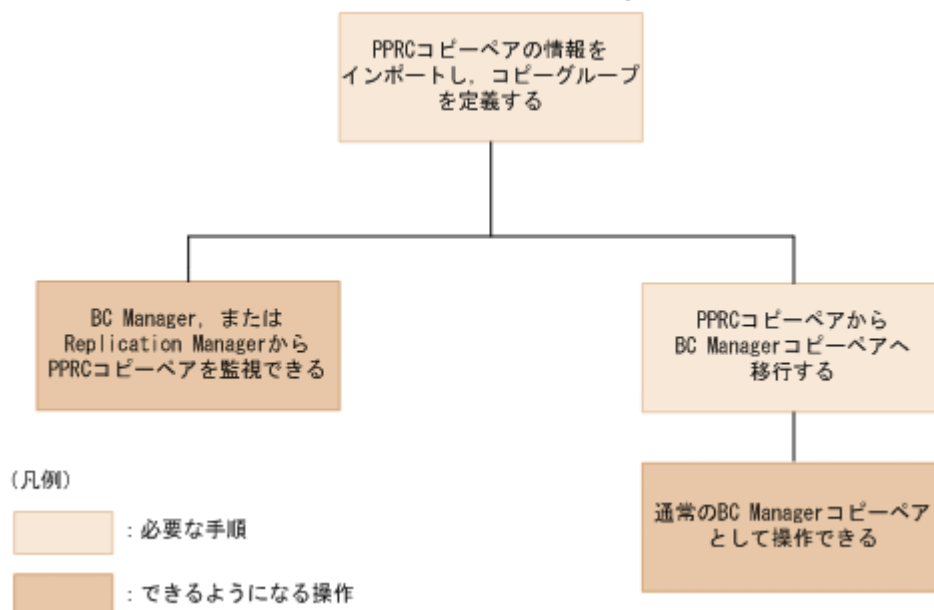 PPRCコピーペアの情報を
インポートし，コピーグループ
を定義する
BC Manager，または
Replication Managerから
PPRCコピーペアを監視できる
PPRCコピーペアから
BC Managerコピーペアへ
移行する
通常のBC Managerコピーペア
として操作できる
(凡例)
：必要な手順
：できるようになる操作